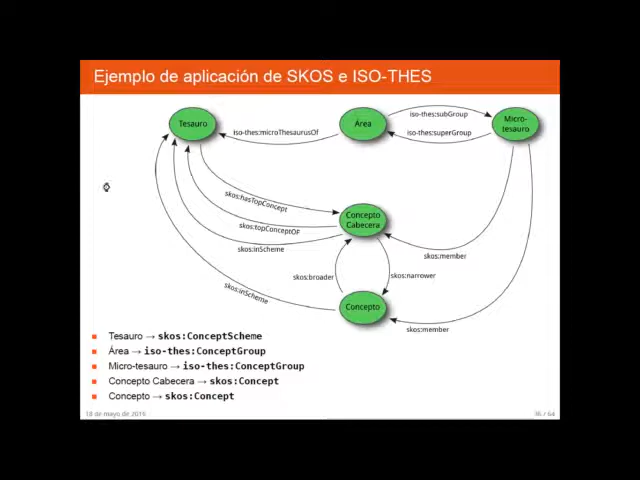 Ejemplo de aplicación de SKOS e ISO-THES
Tesauro
Área
Micro-
tesauro
iso-thes:subGroup
iso-thes:superGroup
iso-thes:microThesaurusOf
skos:hasTopConcept
Concepto
Cabecera
skos:topConceptOF
skos:inScheme
skos:member
skos:broader
skos:narrower
skos:inScheme
Concepto
skos:member
Tesauro → skos:ConceptScheme
Área → iso-thes:ConceptGroup
Micro-tesauro → iso-thes:ConceptGroup
Concepto Cabecera → skos:Concept
Concepto → skos:Concept
18 de mayo de 2016
36 / 64